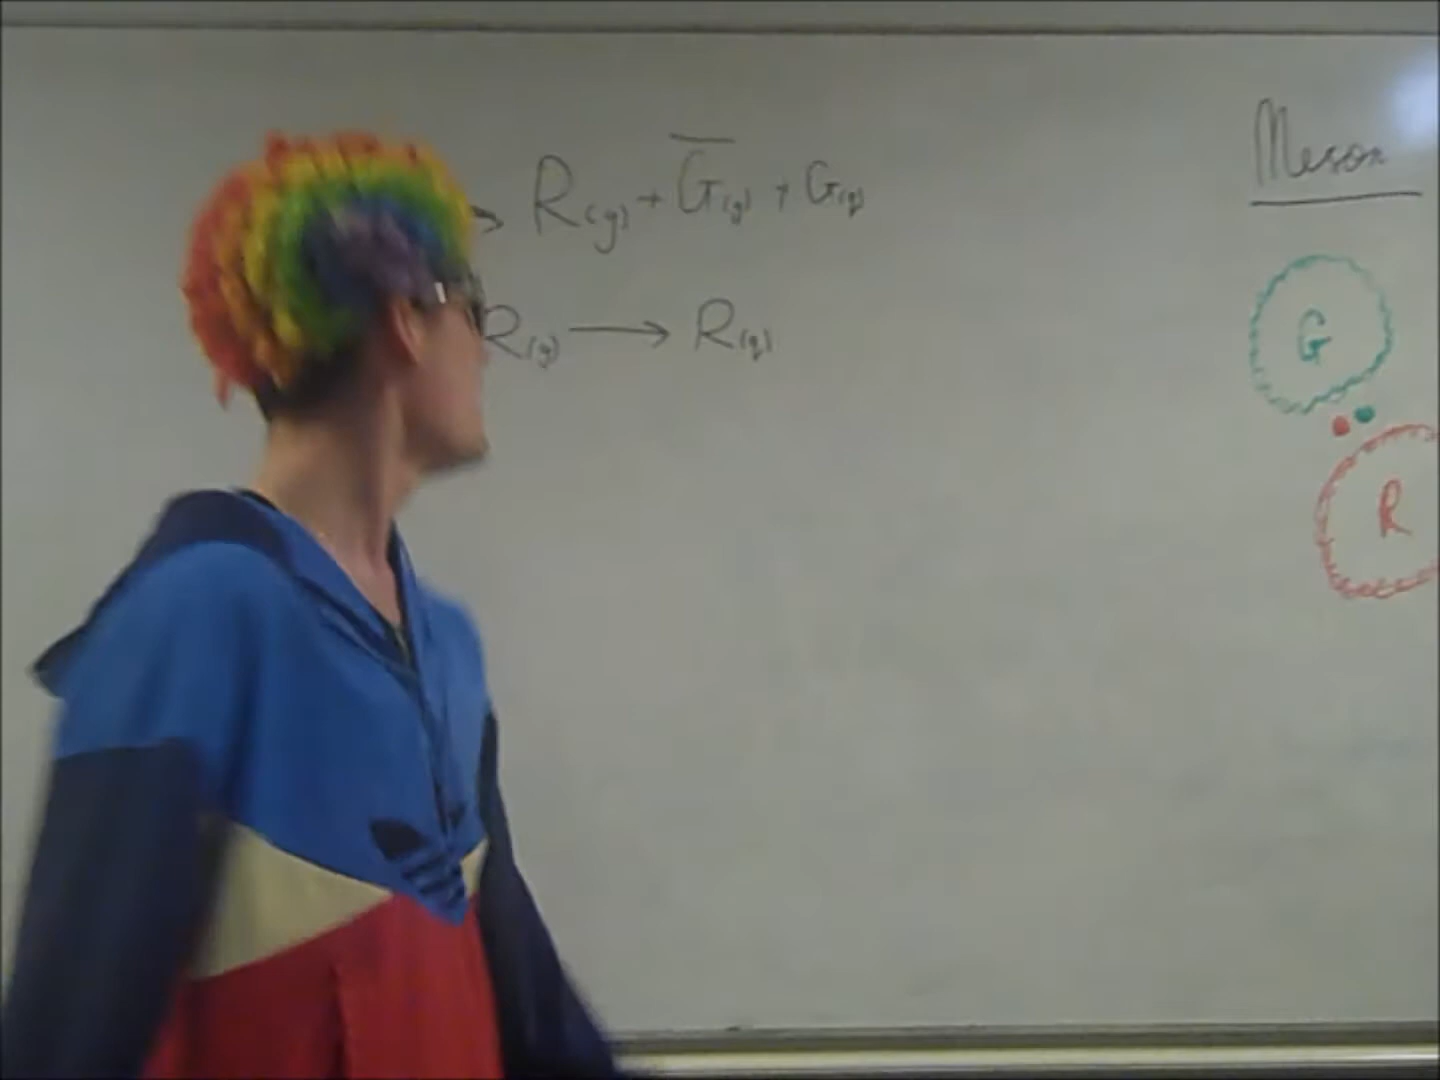 → R(g) + G̅(g) + G(q)
R(g) → R(q)
Meson
G
R